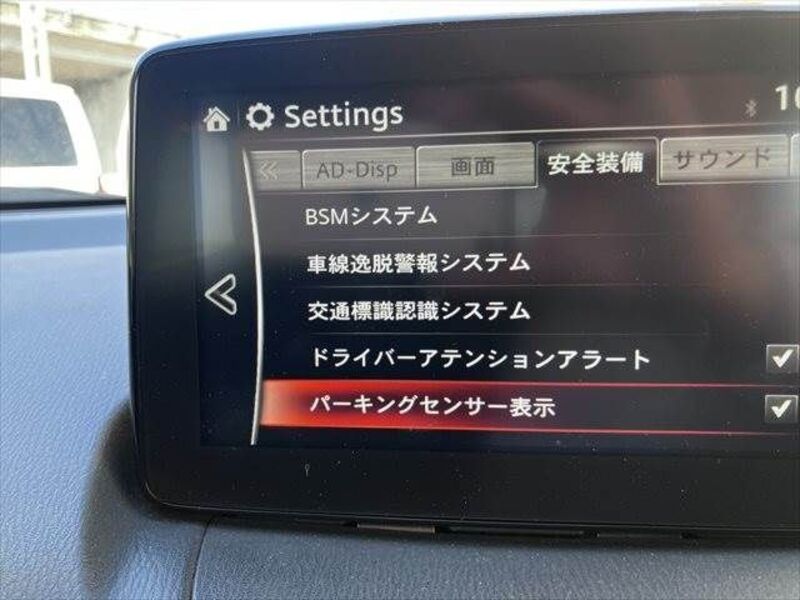 Settings
AD-Disp 画面 安全装備 サウンド
BSMシステム
車線逸脱警報システム
交通標識認識システム
ドライバーアテンションアラート
パーキングセンサー表示